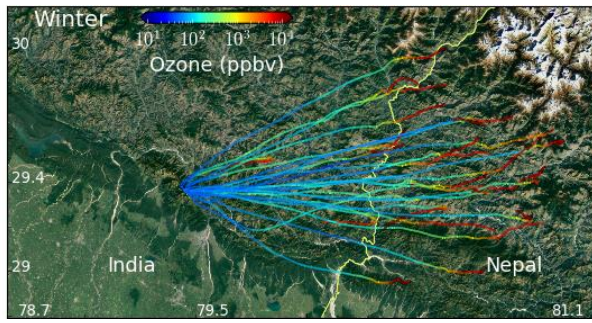 Winter
10¹ 10² 10³ 10⁴
Ozone (ppbv)
30
29.4
29
India
Nepal
78.7 79.5 81.1